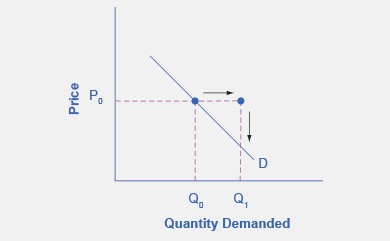 Price
P₀
D
Q₀
Q₁
Quantity Demanded